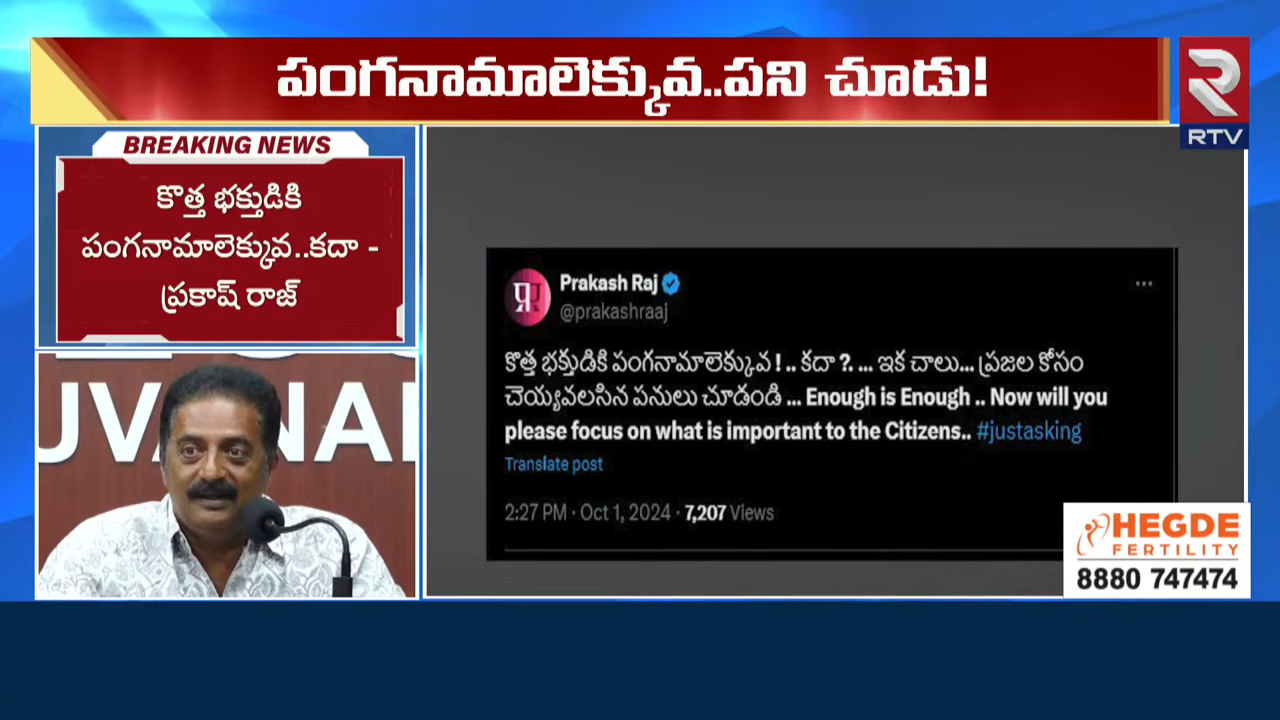 పంగనామాలెక్కువ..పని చూడు!
RTV
BREAKING NEWS
కొత్త భక్తుడికి
పంగనామాలెక్కువ..కదా -
ప్రకాష్ రాజ్
Prakash Raj
@prakashraaj
కొత్త భక్తుడికి పంగనామాలెక్కువ ! .. కదా ?. ... ఇక చాలు... ప్రజల కోసం
చెయ్యవలసిన పనులు చూడండి ... Enough is Enough .. Now will you
please focus on what is important to the Citizens.. #justasking
Translate post
2:27 PM · Oct 1, 2024 · 7,207 Views
HEGDE
FERTILITY
8880 747474